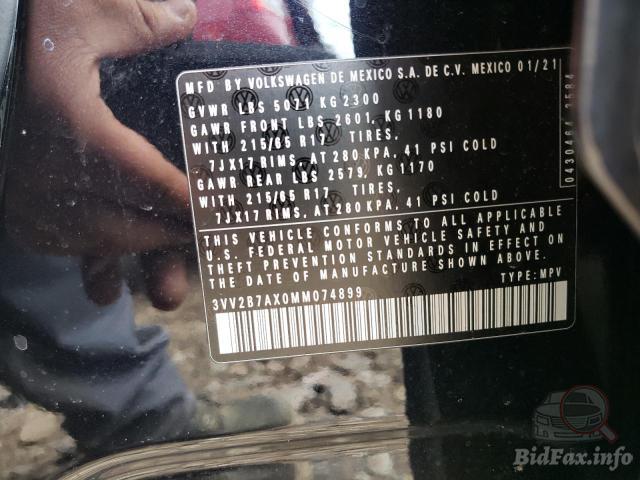 MFD BY VOLKSWAGEN DE MEXICO S.A. DE C.V. MEXICO 01/21
GVWR LBS 5071 KG 2300
GAWR FRONT LBS 2601, KG 1180
WITH 215/65 R17 TIRES,
7JX17 RIMS, AT 280 KPA, 41 PSI COLD
GAWR REAR LBS 2579, KG 1170
WITH 215/65 R17 TIRES,
7JX17 RIMS, AT 280 KPA, 41 PSI COLD
THIS VEHICLE CONFORMS TO ALL APPLICABLE
U.S. FEDERAL MOTOR VEHICLE SAFETY AND
THEFT PREVENTION STANDARDS IN EFFECT ON
THE DATE OF MANUFACTURE SHOWN ABOVE.
3VV2B7AX0MM074899 TYPE: MPV
0430464 3584
BidFax.info